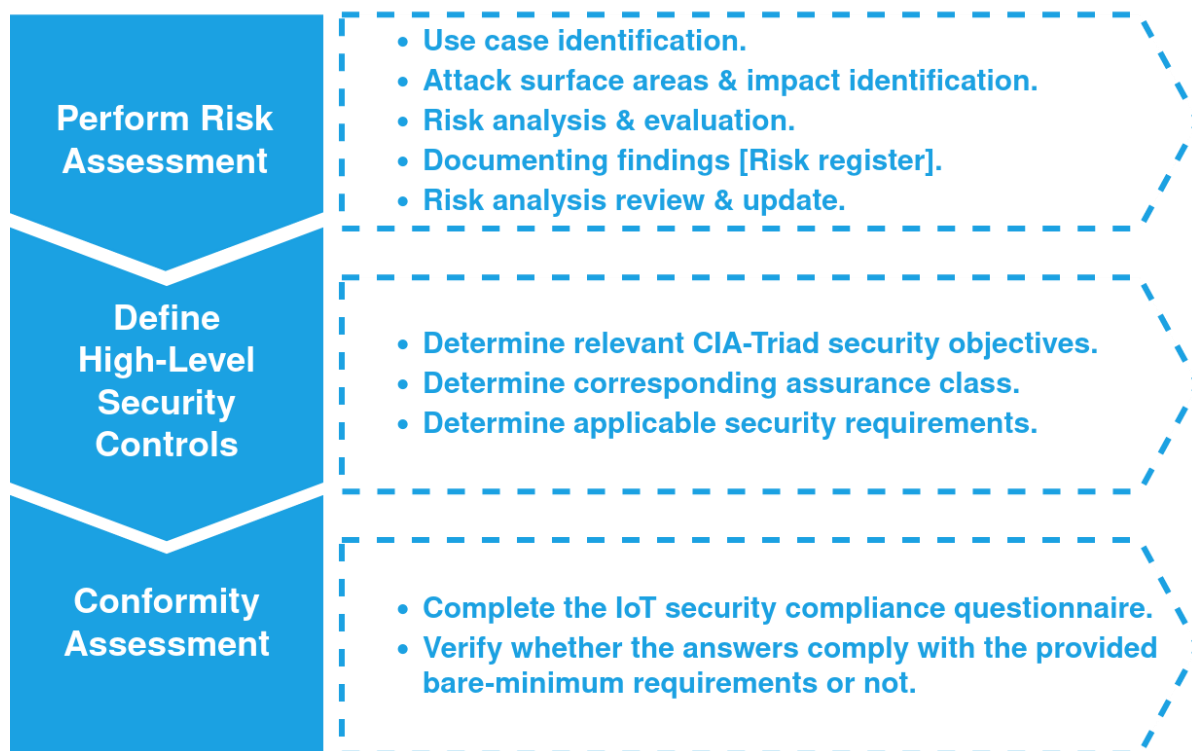 Perform Risk
Assessment
• Use case identification.
• Attack surface areas & impact identification.
• Risk analysis & evaluation.
• Documenting findings [Risk register].
• Risk analysis review & update.
Define
High-Level
Security
Controls
• Determine relevant CIA-Triad security objectives.
• Determine corresponding assurance class.
• Determine applicable security requirements.
Conformity
Assessment
• Complete the IoT security compliance questionnaire.
• Verify whether the answers comply with the provided
bare-minimum requirements or not.